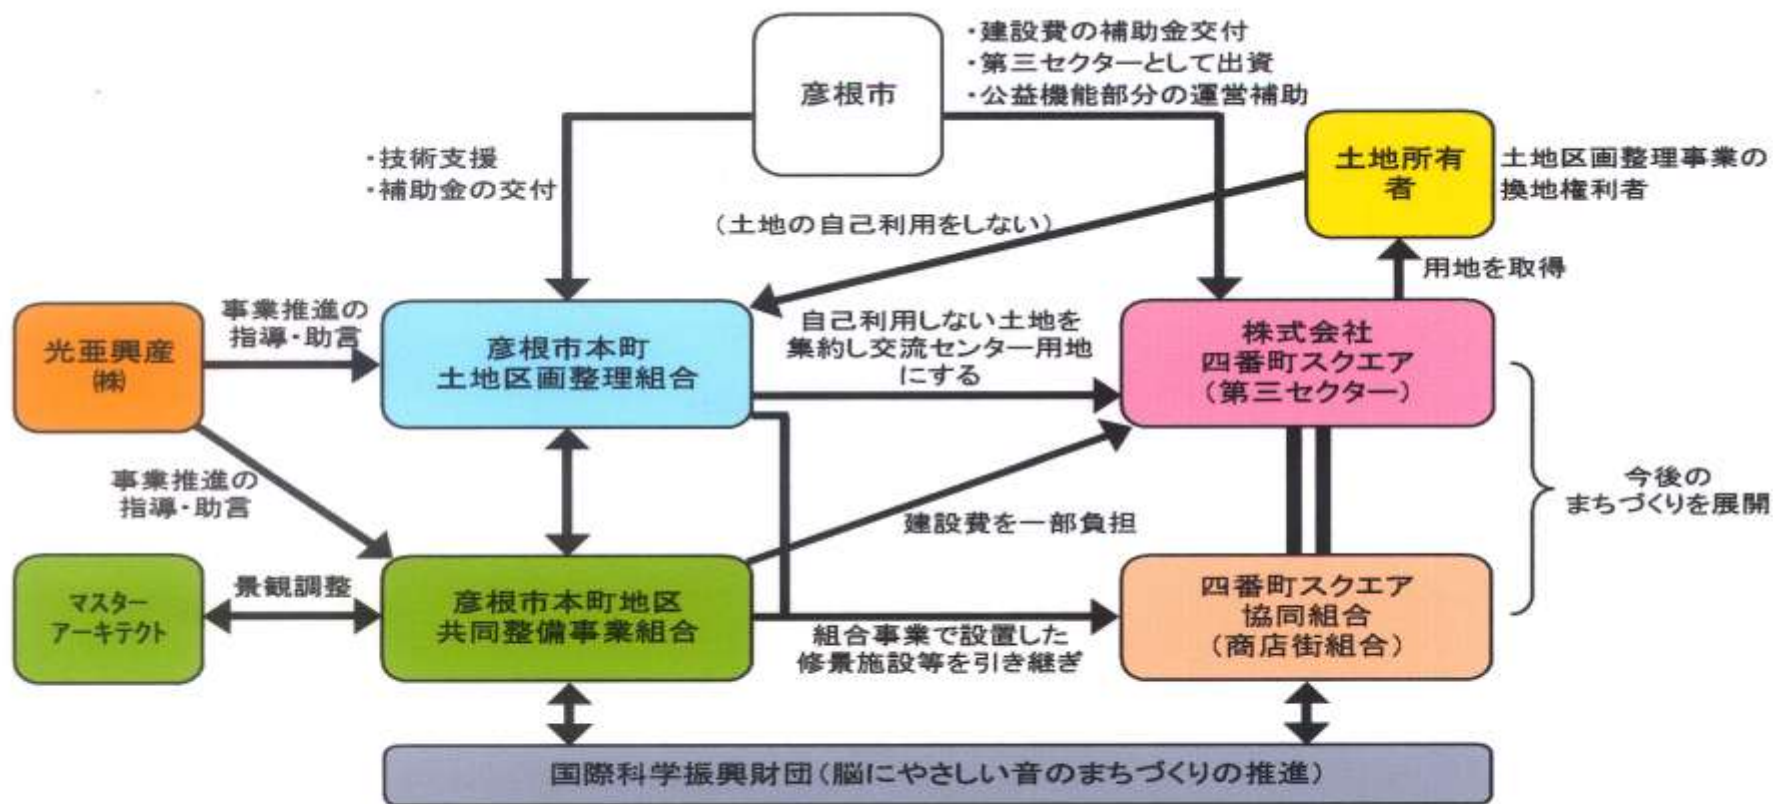 彦根市
・建設費の補助金交付
・第三セクターとして出資
・公益機能部分の運営補助
・技術支援
・補助金の交付
土地所有
者
土地区画整理事業の
換地権利者
(土地の自己利用をしない)
用地を取得
光亜興産
㈱
事業推進の
指導・助言
彦根市本町
土地区画整理組合
自己利用しない土地を
集約し交流センター用地
にする
株式会社
四番町スクエア
(第三セクター)
事業推進の
指導・助言
建設費を一部負担
今後の
まちづくりを展開
マスター
アーキテクト
景観調整
彦根市本町地区
共同整備事業組合
組合事業で設置した
修景施設等を引き継ぎ
四番町スクエア
協同組合
(商店街組合)
国際科学振興財団(脳にやさしい音のまちづくりの推進)